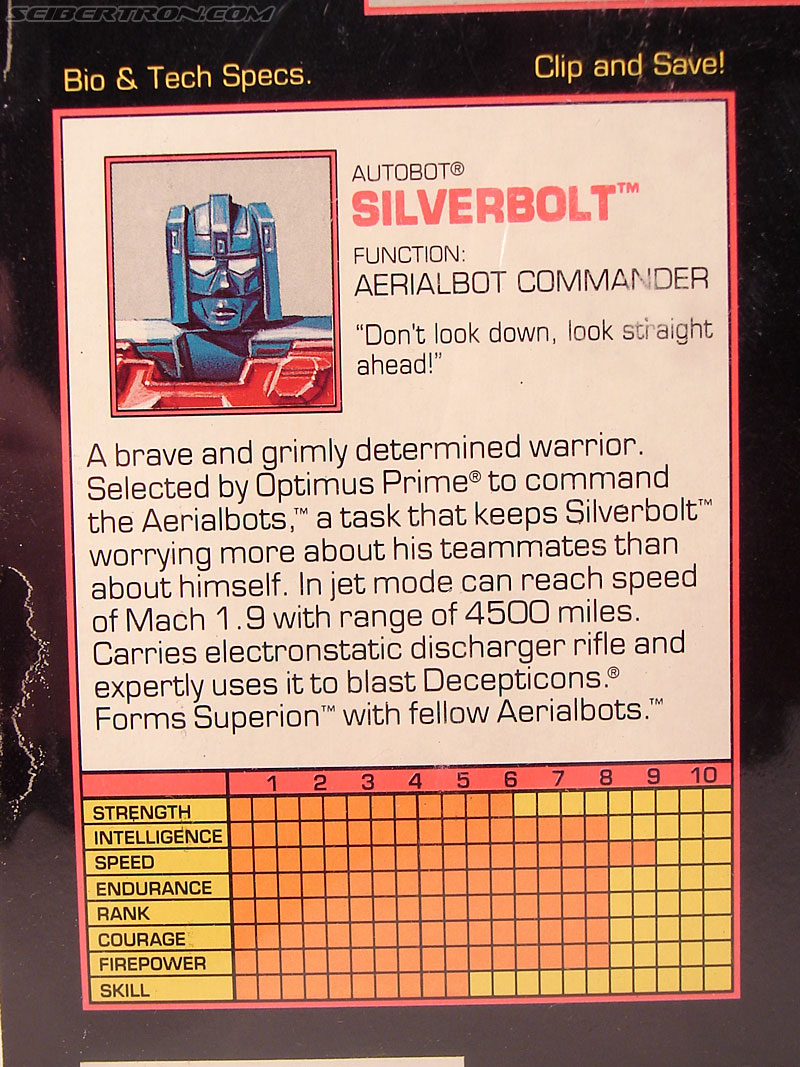 SEIBERTRON.COM
Bio & Tech Specs.
Clip and Save!
AUTOBOT®
SILVERBOLT™
FUNCTION:
AERIALBOT COMMANDER
“Don't look down, look straight
ahead!”
A brave and grimly determined warrior.
Selected by Optimus Prime® to command
the Aerialbots,™ a task that keeps Silverbolt™
worrying more about his teammates than
about himself. In jet mode can reach speed
of Mach 1.9 with range of 4500 miles.
Carries electronstatic discharger rifle and
expertly uses it to blast Decepticons.®
Forms Superion™ with fellow Aerialbots.™
1 2 3 4 5 6 7 8 9 10
STRENGTH
INTELLIGENCE
SPEED
ENDURANCE
RANK
COURAGE
FIREPOWER
SKILL